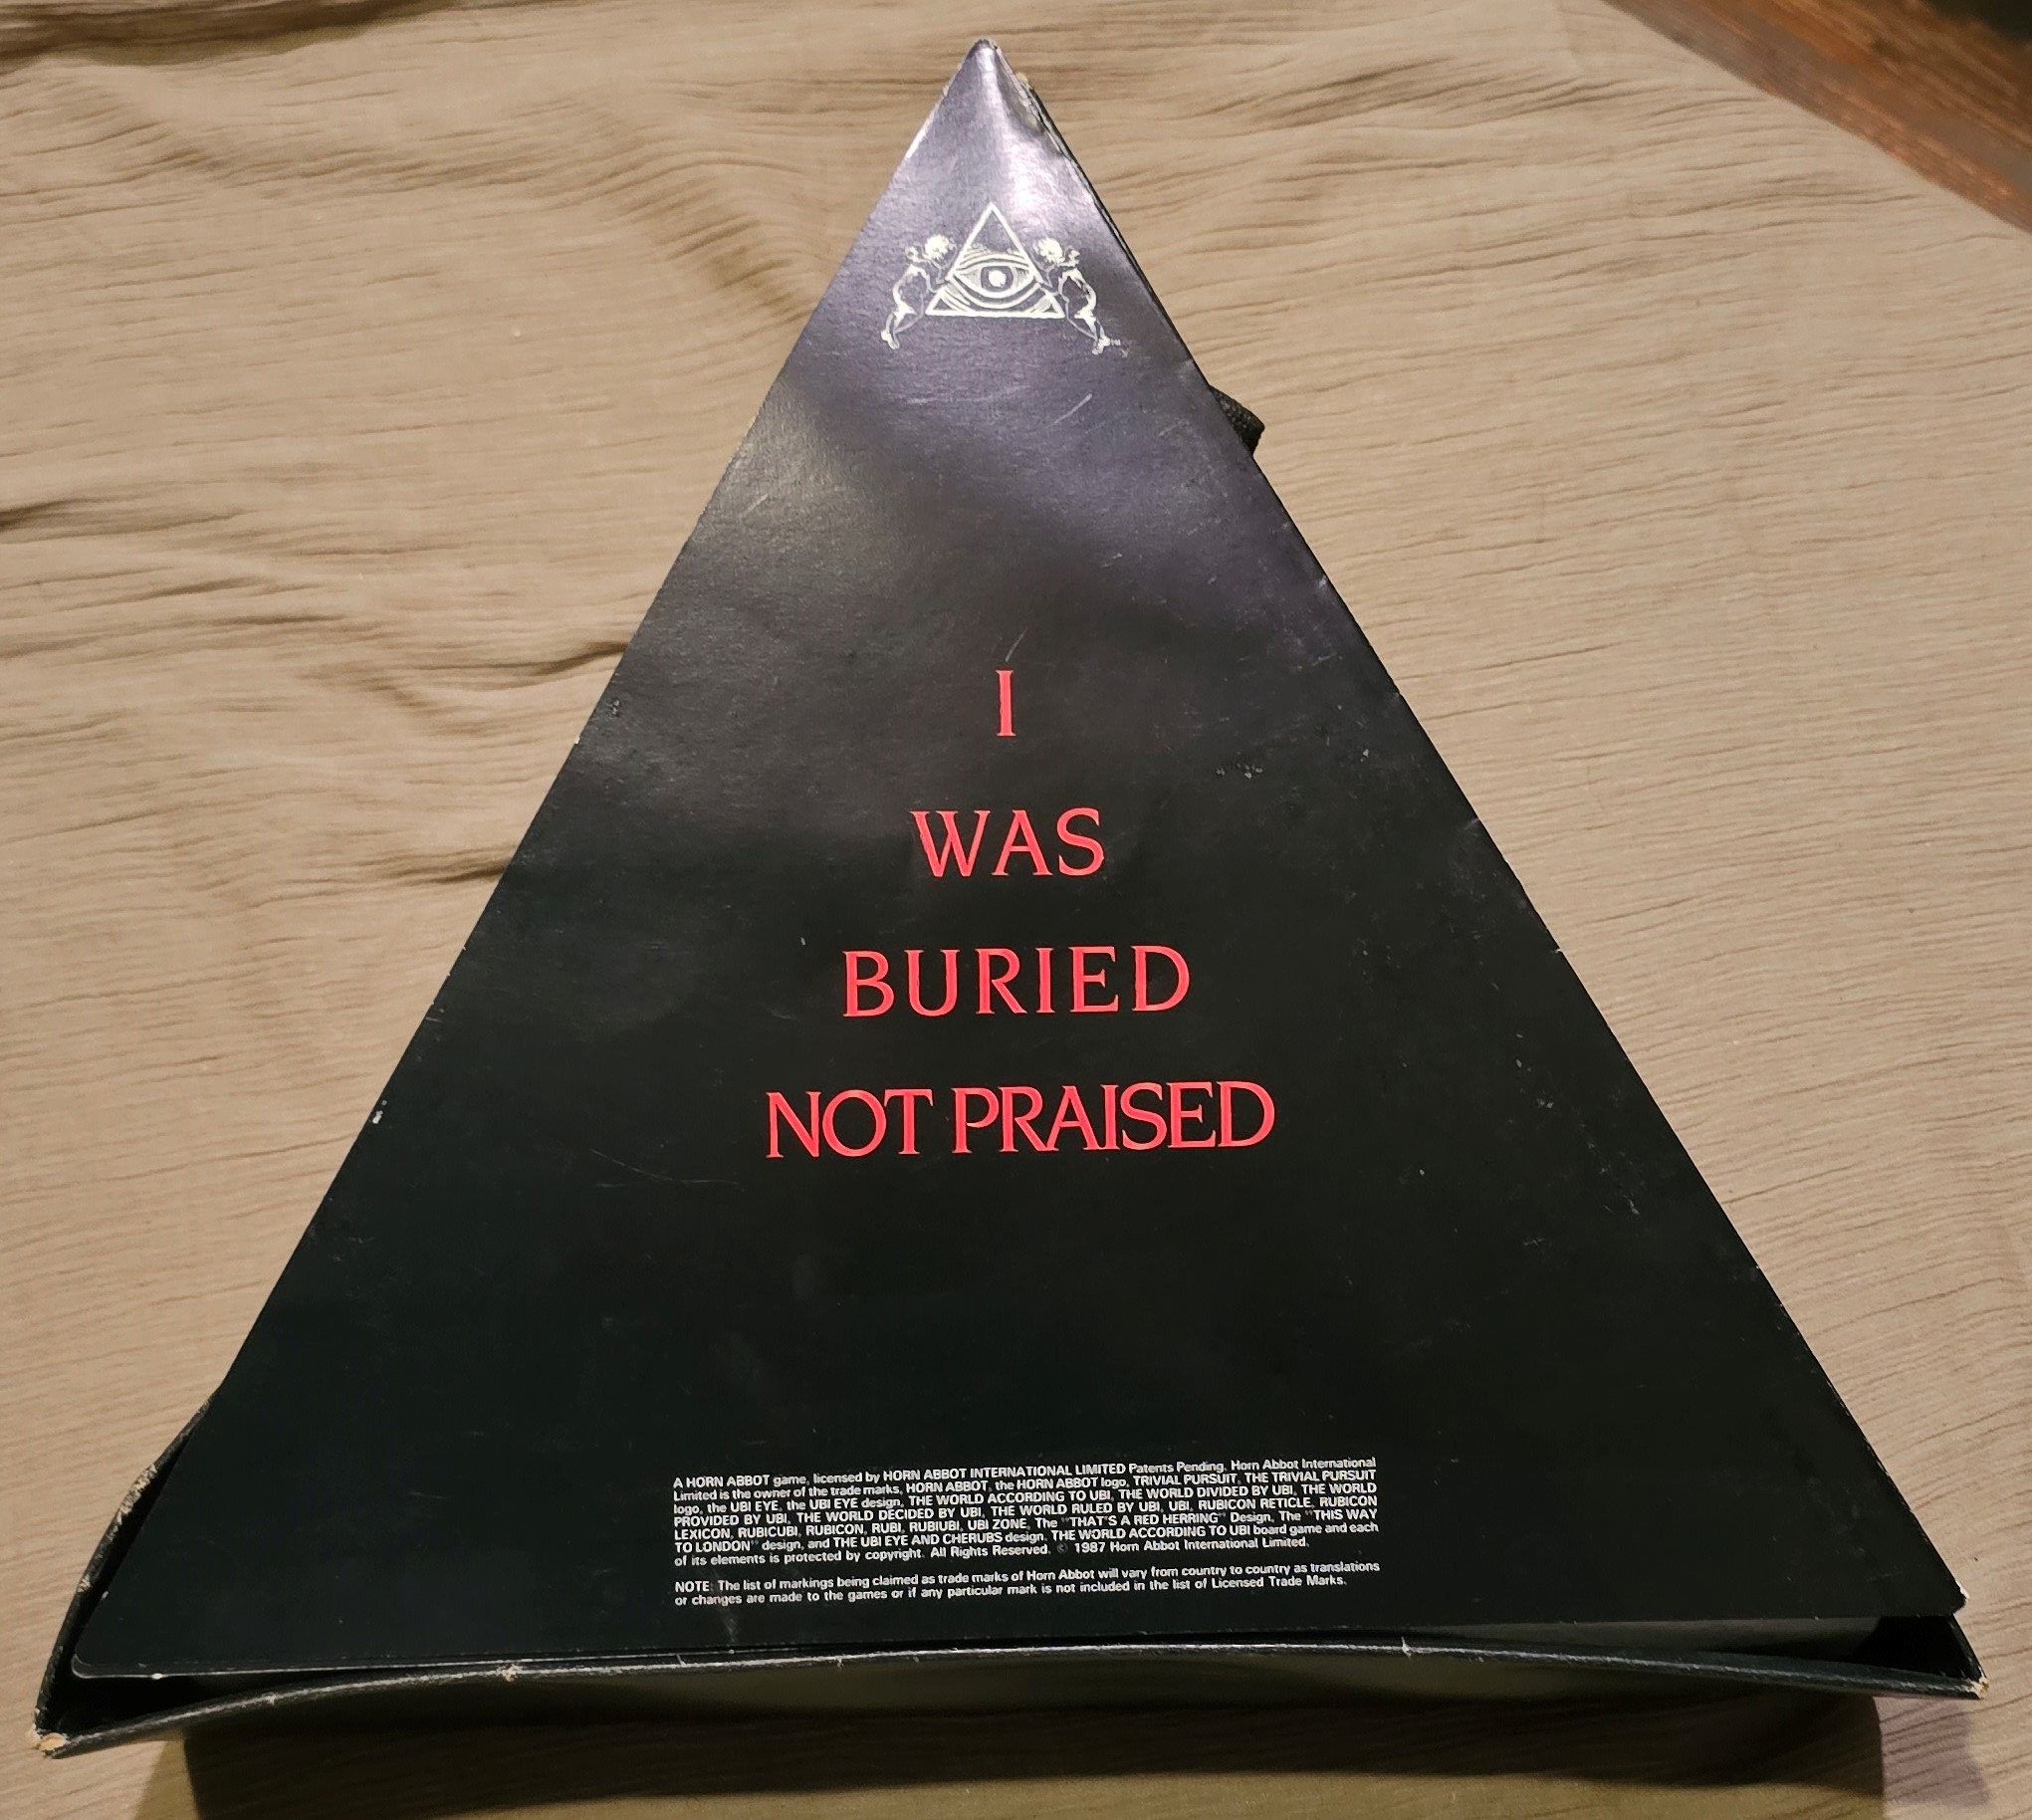 I
WAS
BURIED
NOT PRAISED
A HORN ABBOT game, licensed by HORN ABBOT INTERNATIONAL LIMITED Patents Pending. Horn Abbot International
Limited is the owner of the trade marks, HORN ABBOT, the HORN ABBOT logo, TRIVIAL PURSUIT, THE TRIVIAL PURSUIT
logo, the UBI EYE, the UBI EYE design, THE WORLD ACCORDING TO UBI, THE WORLD DIVIDED BY UBI, THE WORLD
PROVIDED BY UBI, THE WORLD DECIDED BY UBI, THE WORLD RULED BY UBI, UBI, RUBICON RETICLE, RUBICON
LEXICON, RUBICUBI, RUBICON, RUBI, RUBIUBI, UBI ZONE, The "THAT'S A RED HERRING" Design, The "THIS WAY
TO LONDON" design, and THE UBI EYE AND CHERUBS design. THE WORLD ACCORDING TO UBI board game and each
of its elements is protected by copyright. All Rights Reserved. © 1987 Horn Abbot International Limited.
NOTE: The list of markings being claimed as trade marks of Horn Abbot will vary from country to country as translations
or changes are made to the games or if any particular mark is not included in the list of Licensed Trade Marks.